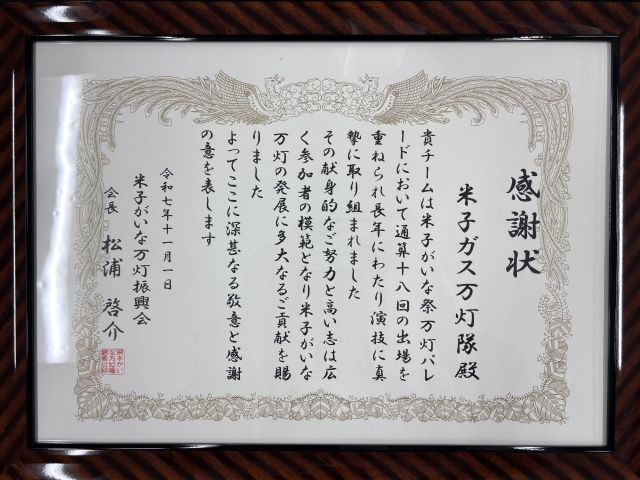 感謝状
米子ガス万灯隊殿
貴チームは米子がいな祭万灯パレ
ードにおいて通算十八回の出場を
重ねられ長年にわたり演技に真
摯に取り組まれました
その献身的なご努力と高い志は広
く参加者の模範となり米子がいな
万灯の発展に多大なるご貢献を賜
りました
よってここに深甚なる敬意と感謝
の意を表します
令和七年十一月一日
米子がいな万灯振興会
会長 松浦啓介